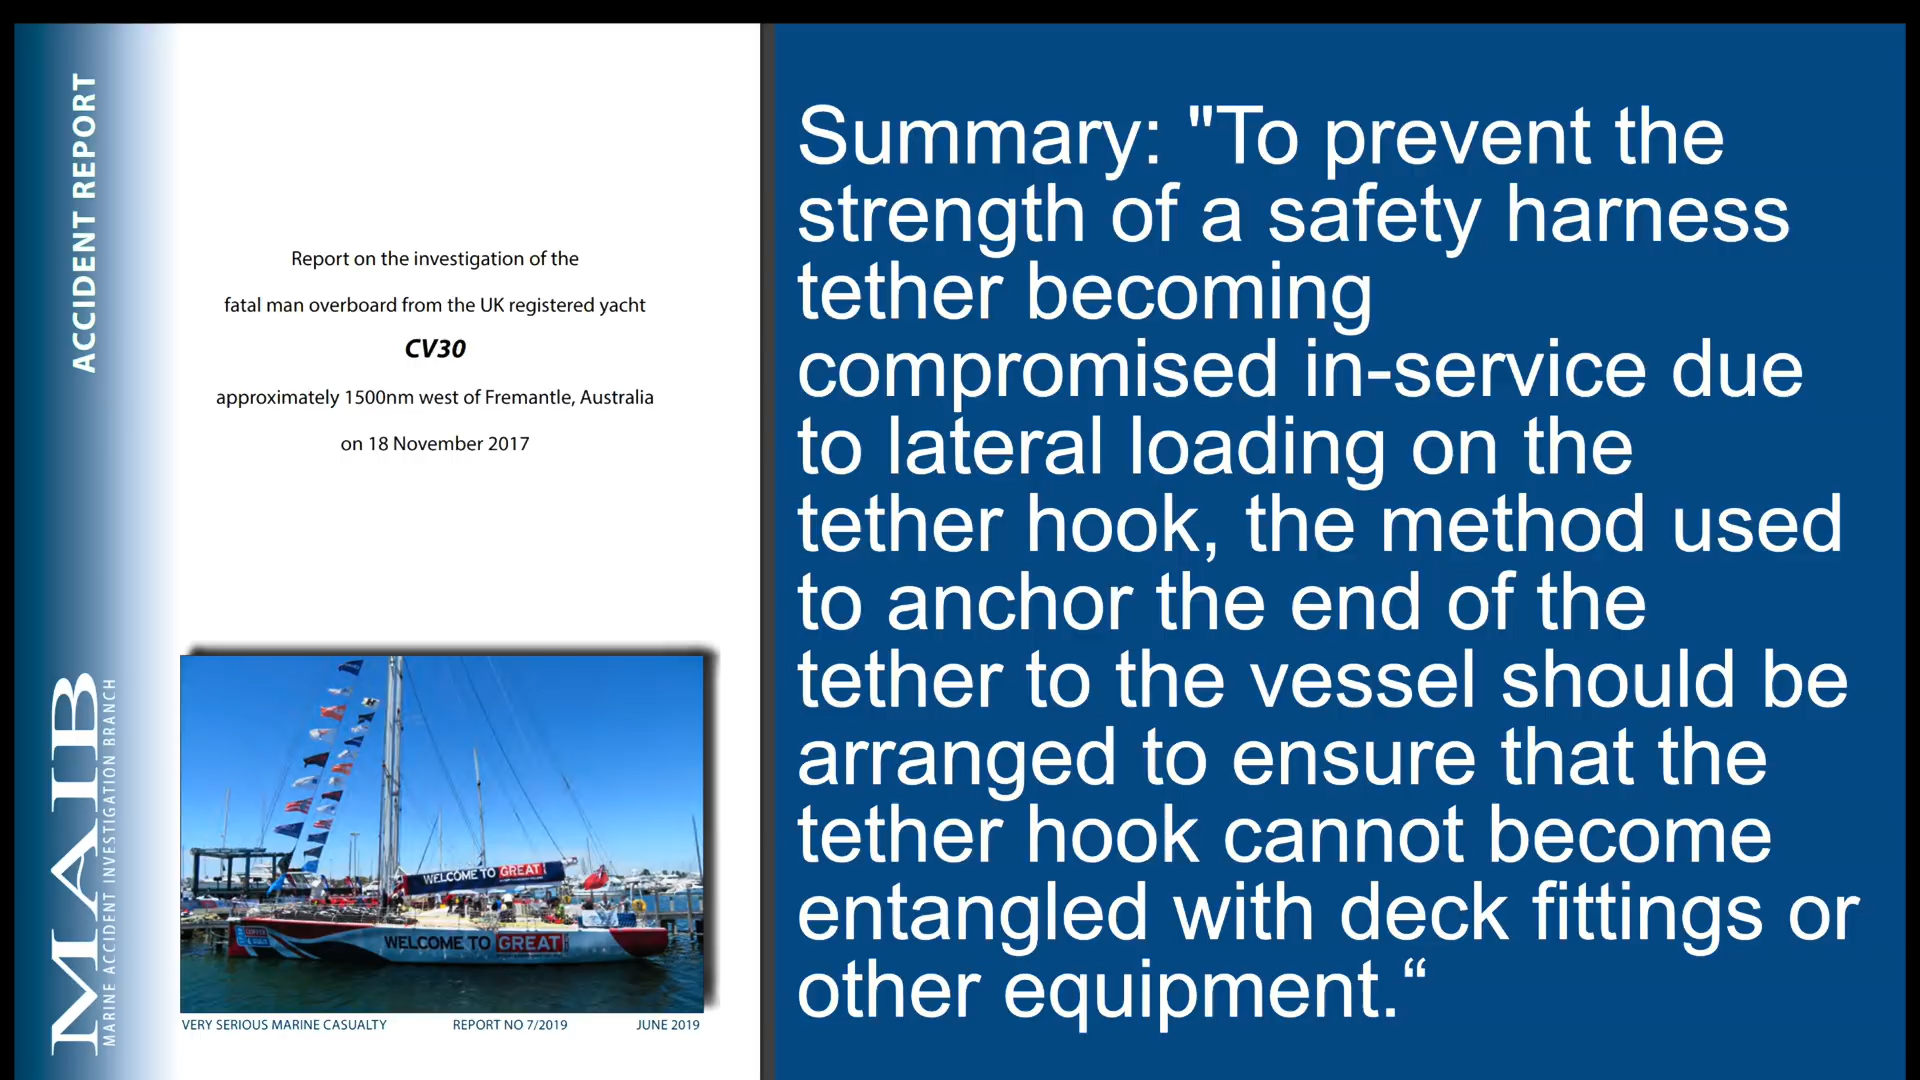 ACCIDENT REPORT
MAIB
MARINE ACCIDENT INVESTIGATION BRANCH
Report on the investigation of the
fatal man overboard from the UK registered yacht
CV30
approximately 1500nm west of Fremantle, Australia
on 18 November 2017
WELCOME TO GREAT
WELCOME TO GREAT
VERY SERIOUS MARINE CASUALTY
REPORT NO 7/2019
JUNE 2019
Summary: "To prevent the
strength of a safety harness
tether becoming
compromised in-service due
to lateral loading on the
tether hook, the method used
to anchor the end of the
tether to the vessel should be
arranged to ensure that the
tether hook cannot become
entangled with deck fittings or
other equipment.“